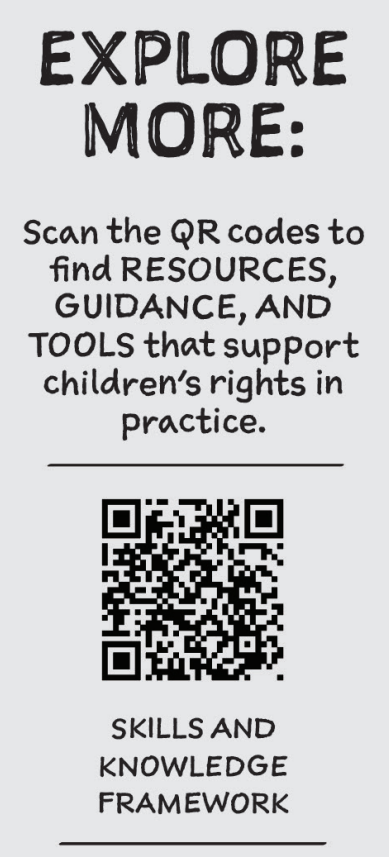 EXPLORE
MORE:
Scan the QR codes to
find RESOURCES,
GUIDANCE, AND
TOOLS that support
children's rights in
practice.
SKILLS AND
KNOWLEDGE
FRAMEWORK